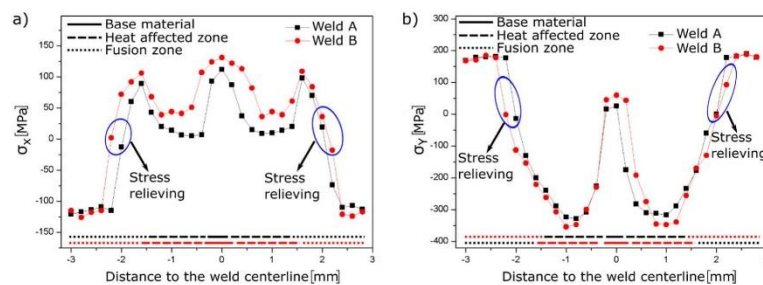 a)
Base material
Heat affected zone
Fusion zone
Weld A
Weld B
200
150
100
50
0
-50
-100
-150
σX[MPa]
Stress
relieving
Stress
relieving
-3 -2 -1 0 1 2 3
Distance to the weld centerline[mm]
b)
Base material
Heat affected zone
Fusion zone
Weld A
Weld B
300
200
100
0
-100
-200
-300
-400
σY[MPa]
Stress
relieving
Stress
relieving
-3 -2 -1 0 1 2 3
Distance to the weld centerline[mm]